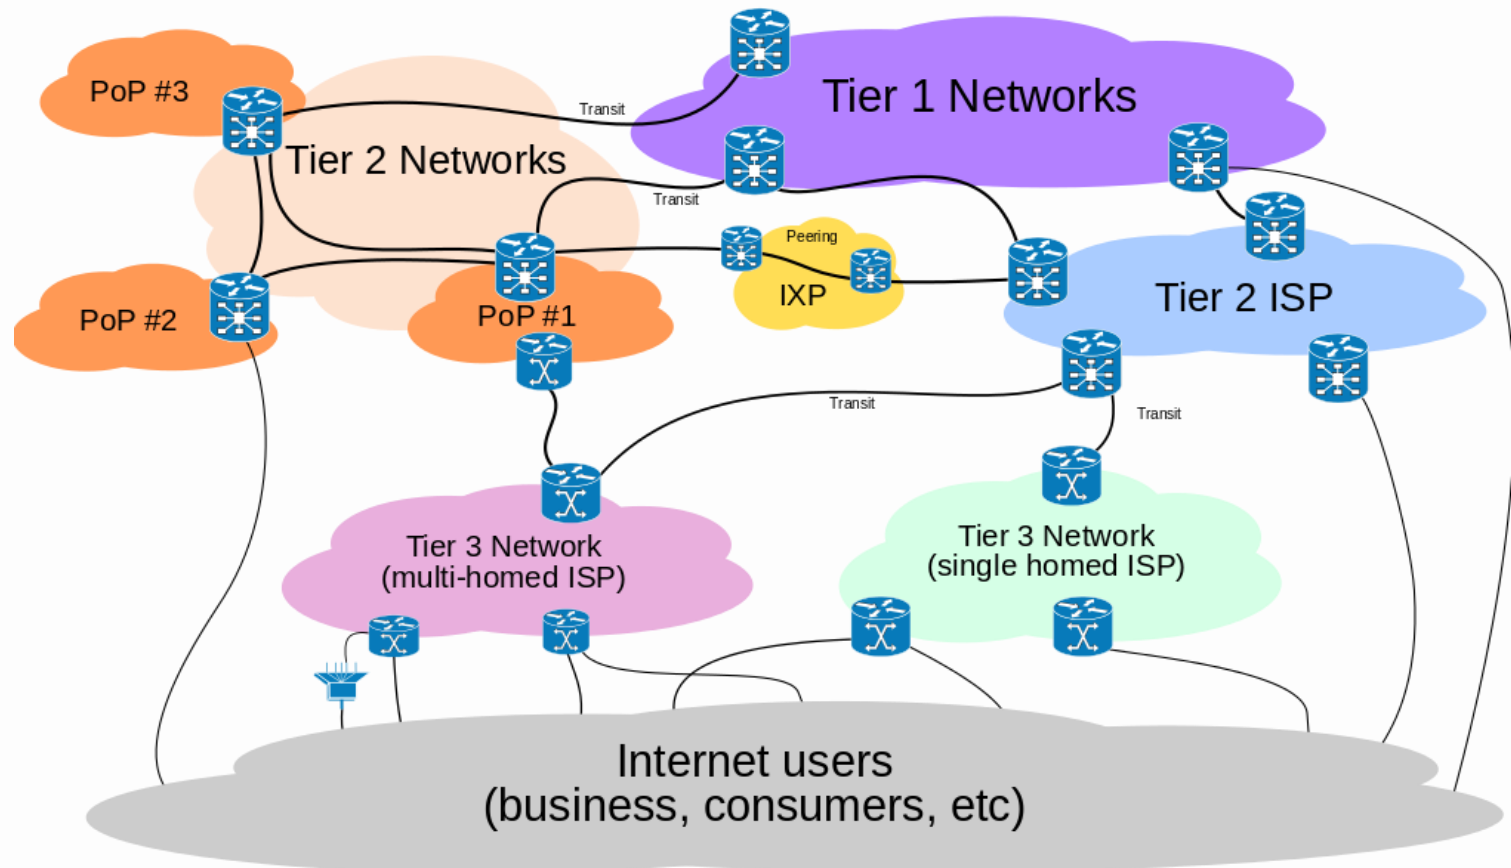 PoP #3
Transit
Tier 1 Networks
Tier 2 Networks
Transit
Peering
IXP
Tier 2 ISP
PoP #2
PoP #1
Transit
Transit
Tier 3 Network
(multi-homed ISP)
Tier 3 Network
(single homed ISP)
Internet users
(business, consumers, etc)